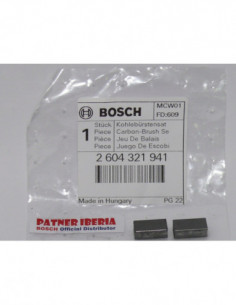 BOSCH
MCW01
FD:609
Stück Kohlebürstensat
1 Piece Carbon-Brush Se
Piece Jeu De Balais
Pieza Juego De Escobi
2 604 321 941
Made in Hungary PG 22
PATNER IBERIA
BOSCH Official Distributor